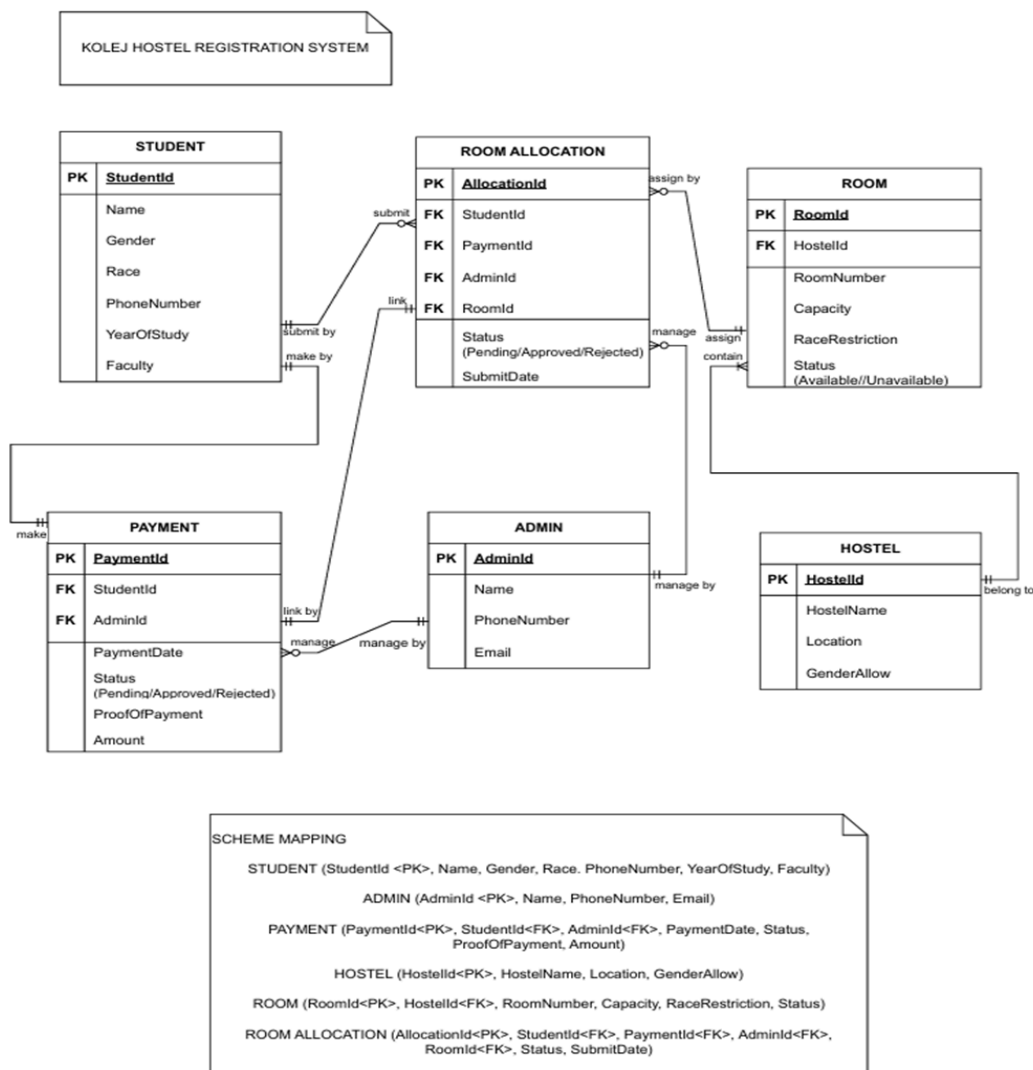 KOLEJ HOSTEL REGISTRATION SYSTEM
STUDENT
PK StudentId
Name
Gender
Race
PhoneNumber
YearOfStudy
Faculty
submit
submit by
make by
make
link
link by
ROOM ALLOCATION
PK AllocationId
FK StudentId
FK PaymentId
FK AdminId
FK RoomId
Status
(Pending/Approved/Rejected)
SubmitDate
assign by
assign
manage
contain
ROOM
PK RoomId
FK HostelId
RoomNumber
Capacity
RaceRestriction
Status
(Available//Unavailable)
PAYMENT
PK PaymentId
FK StudentId
FK AdminId
PaymentDate
Status
(Pending/Approved/Rejected)
ProofOfPayment
Amount
manage
manage by
ADMIN
PK AdminId
Name
PhoneNumber
Email
manage by
HOSTEL
PK HostelId
HostelName
Location
GenderAllow
belong to
SCHEME MAPPING
STUDENT (StudentId <PK>, Name, Gender, Race. PhoneNumber, YearOfStudy, Faculty)
ADMIN (AdminId <PK>, Name, PhoneNumber, Email)
PAYMENT (PaymentId<PK>, StudentId<FK>, AdminId<FK>, PaymentDate, Status,
ProofOfPayment, Amount)
HOSTEL (HostelId<PK>, HostelName, Location, GenderAllow)
ROOM (RoomId<PK>, HostelId<FK>, RoomNumber, Capacity, RaceRestriction, Status)
ROOM ALLOCATION (AllocationId<PK>, StudentId<FK>, PaymentId<FK>, AdminId<FK>,
RoomId<FK>, Status, SubmitDate)